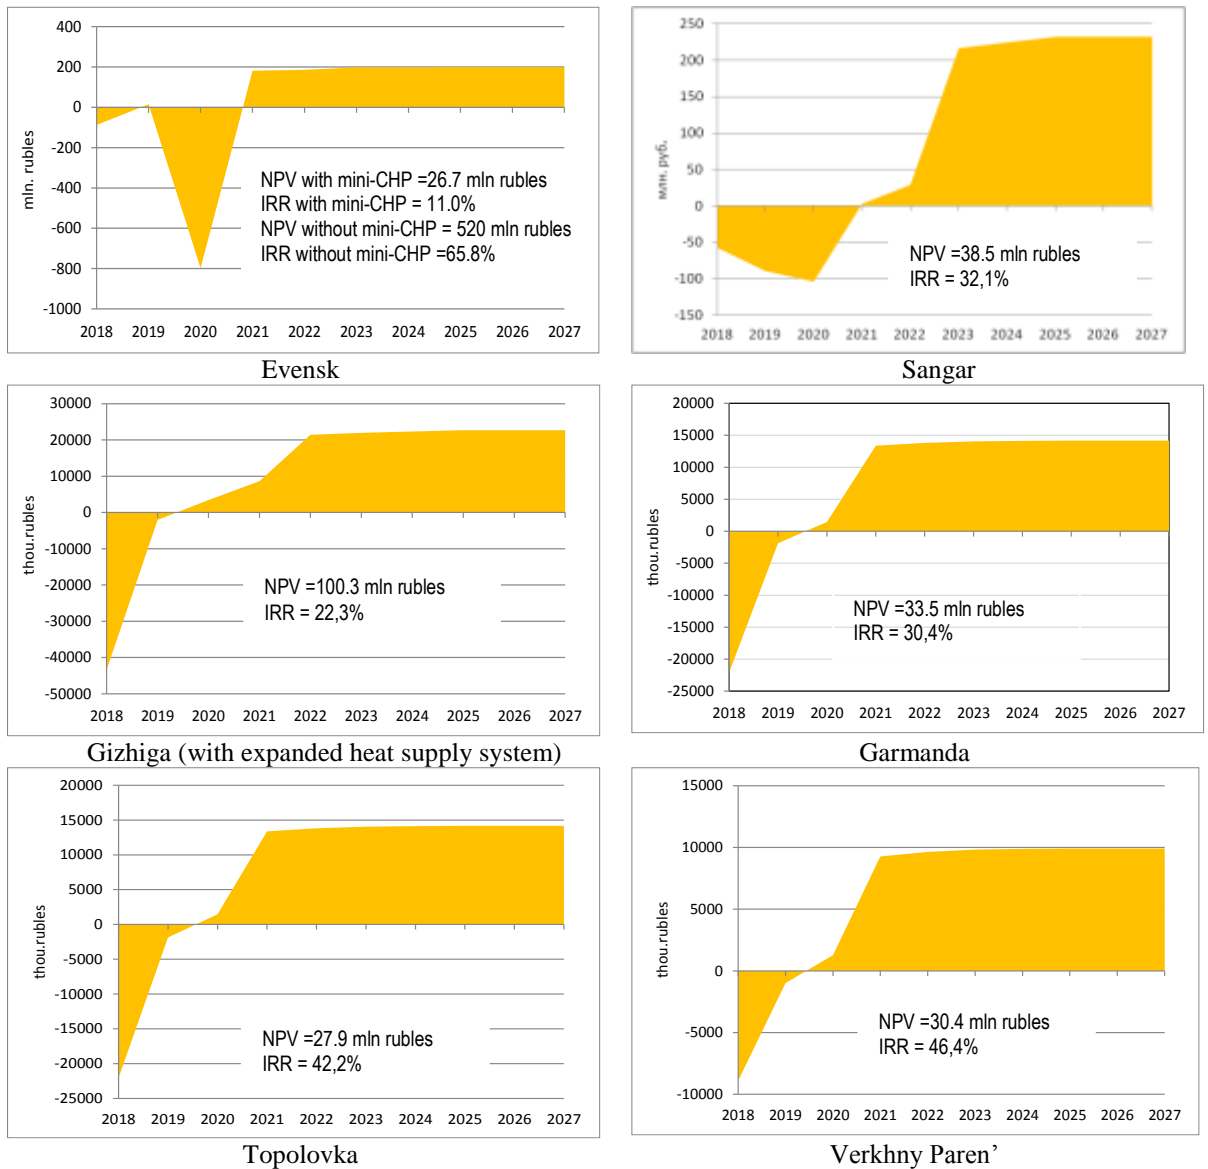 400
200
0
-200
-400
-600
-800
-1000
mln. rubles
NPV with mini-CHP =26.7 mln rubles
IRR with mini-CHP = 11.0%
NPV without mini-CHP = 520 mln rubles
IRR without mini-CHP =65.8%
2018 2019 2020 2021 2022 2023 2024 2025 2026 2027
Evensk
250
200
150
100
50
0
-50
-100
-150
млн. руб.
NPV =38.5 mln rubles
IRR = 32,1%
2018 2019 2020 2021 2022 2023 2024 2025 2026 2027
Sangar
30000
20000
10000
0
-10000
-20000
-30000
-40000
-50000
thou.rubles
NPV =100.3 mln rubles
IRR = 22,3%
2018 2019 2020 2021 2022 2023 2024 2025 2026 2027
Gizhiga (with expanded heat supply system)
20000
15000
10000
5000
0
-5000
-10000
-15000
-20000
-25000
thou.rubles
NPV =33.5 mln rubles
IRR = 30,4%
2018 2019 2020 2021 2022 2023 2024 2025 2026 2027
Garmanda
20000
15000
10000
5000
0
-5000
-10000
-15000
-20000
-25000
thou.rubles
NPV =27.9 mln rubles
IRR = 42,2%
2018 2019 2020 2021 2022 2023 2024 2025 2026 2027
Topolovka
15000
10000
5000
0
-5000
-10000
thou.rubles
NPV =30.4 mln rubles
IRR = 46,4%
2018 2019 2020 2021 2022 2023 2024 2025 2026 2027
Verkhny Paren’